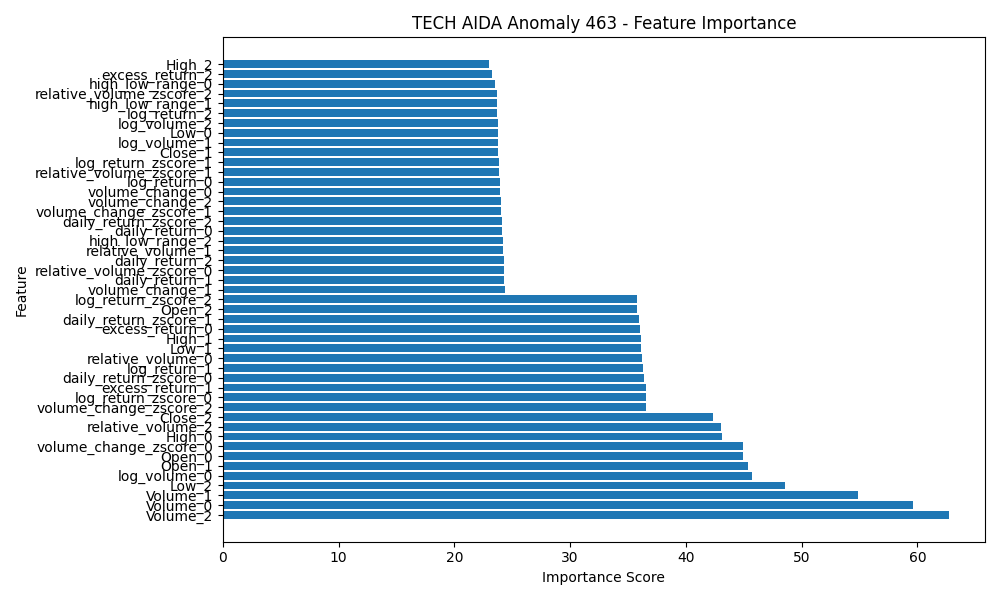 TECH AIDA Anomaly 463 - Feature Importance
High_2
excess_return_2
high_low_range_0
relative_volume_zscore_2
high_low_range_1
log_return_2
log_volume_2
Low_0
log_volume_1
Close_1
log_return_zscore_1
relative_volume_zscore_1
log_return_0
volume_change_0
volume_change_2
volume_change_zscore_1
daily_return_zscore_2
daily_return_0
high_low_range_2
relative_volume_1
daily_return_2
relative_volume_zscore_0
daily_return_1
volume_change_1
log_return_zscore_2
Open_2
daily_return_zscore_1
excess_return_0
High_1
Low_1
relative_volume_0
log_return_1
daily_return_zscore_0
excess_return_1
log_return_zscore_0
volume_change_zscore_2
Close_2
relative_volume_2
High_0
volume_change_zscore_0
Open_0
Open_1
log_volume_0
Low_2
Volume_1
Volume_0
Volume_2
Feature
0 10 20 30 40 50 60
Importance Score